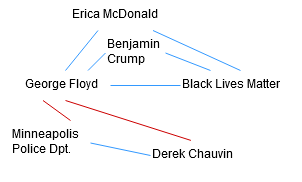 Erica McDonald
Benjamin
Crump
George Floyd
Black Lives Matter
Minneapolis
Police Dpt.
Derek Chauvin